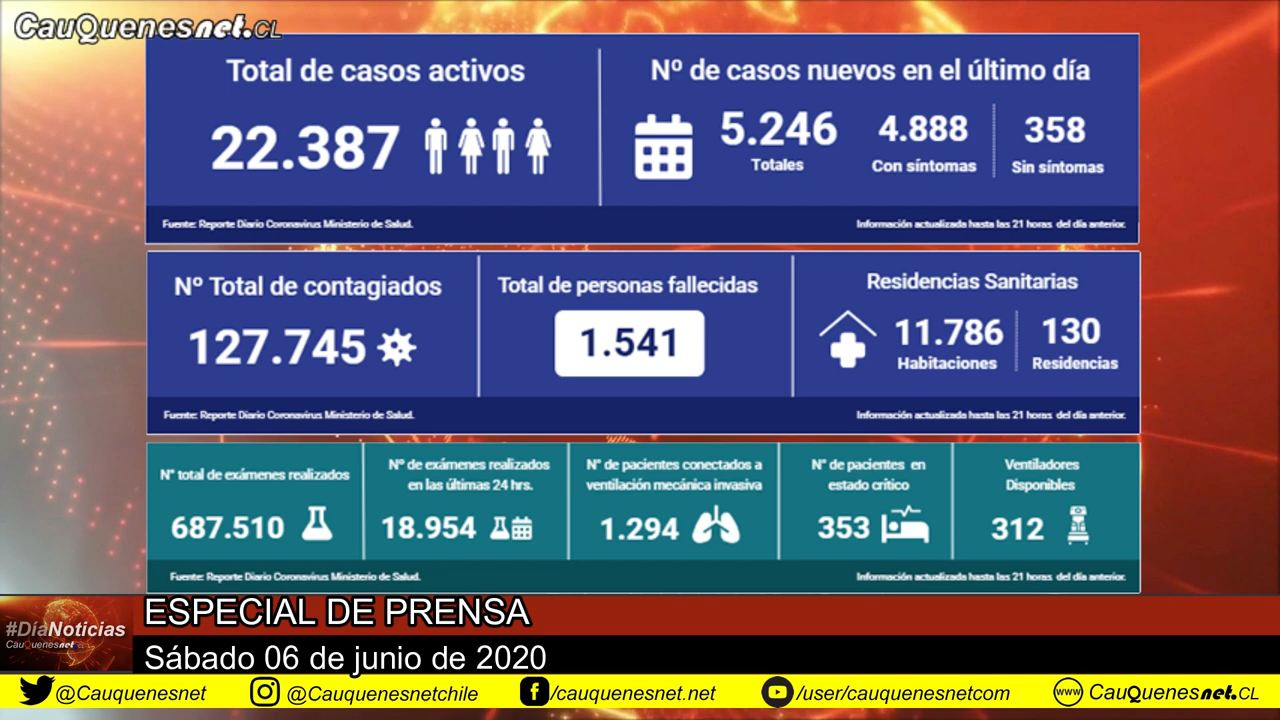 CauQuenesnet.CL
Total de casos activos
22.387
Nº de casos nuevos en el último día
5.246
Totales
4.888
Con síntomas
358
Sin síntomas
Fuente: Reporte Diario Coronavirus Ministerio de Salud.
Información actualizada hasta las 21 horas del día anterior.
Nº Total de contagiados
127.745
Total de personas fallecidas
1.541
Residencias Sanitarias
11.786
Habitaciones
130
Residencias
Fuente: Reporte Diario Coronavirus Ministerio de Salud.
Información actualizada hasta las 21 horas del día anterior.
N° total de exámenes realizados
687.510
Nº de exámenes realizados
en las últimas 24 hrs.
18.954
N° de pacientes conectados a
ventilación mecánica invasiva
1.294
N° de pacientes en
estado crítico
353
Ventiladores
Disponibles
312
Fuente: Reporte Diario Coronavirus Ministerio de Salud.
Información actualizada hasta las 21 horas del día anterior.
#DíaNoticias
CauQuenesnet.CL
ESPECIAL DE PRENSA
Sábado 06 de junio de 2020
@Cauquenesnet
@Cauquenesnetchile
/cauquenesnet.net
/user/cauquenesnetcom
www
CauQuenesnet.CL